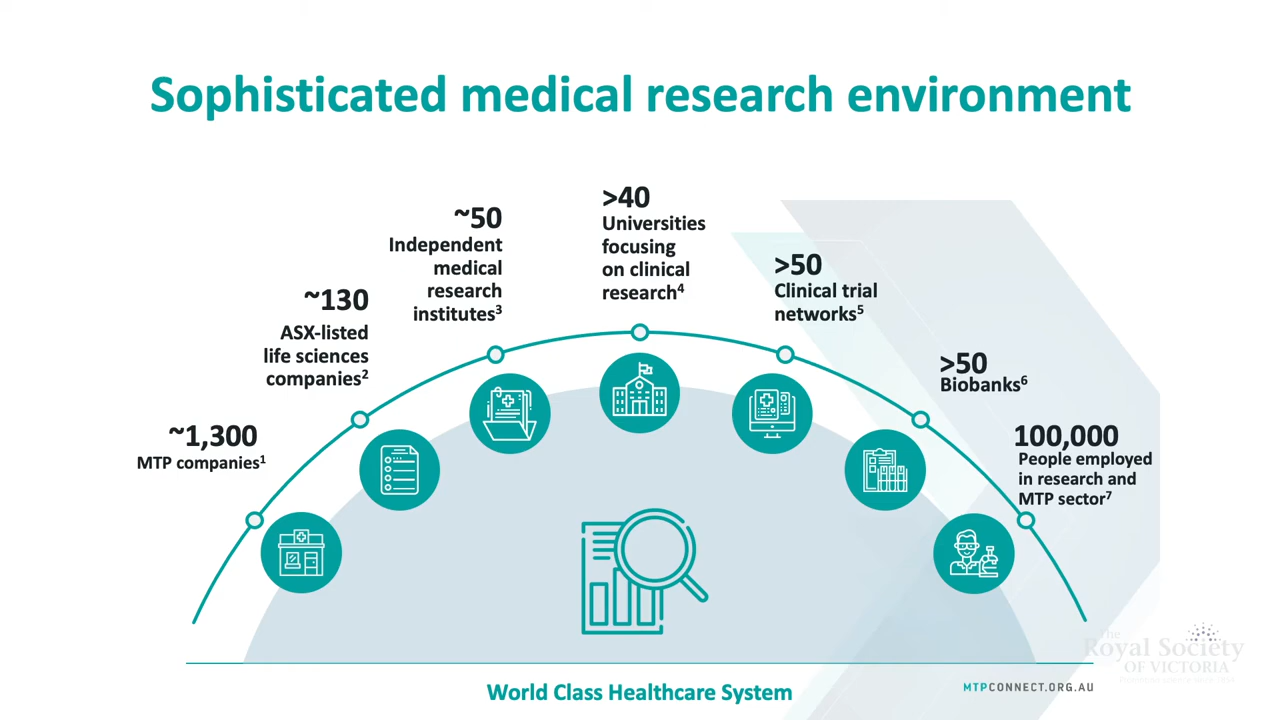 Sophisticated medical research environment
~1,300
MTP companies¹
~130
ASX-listed
life sciences
companies²
~50
Independent
medical
research
institutes³
>40
Universities
focusing
on clinical
research⁴
>50
Clinical trial
networks⁵
>50
Biobanks⁶
100,000
People employed
in research and
MTP sector⁷
World Class Healthcare System
MTPCONNECT.ORG.AU
The
Royal Society
OF VICTORIA